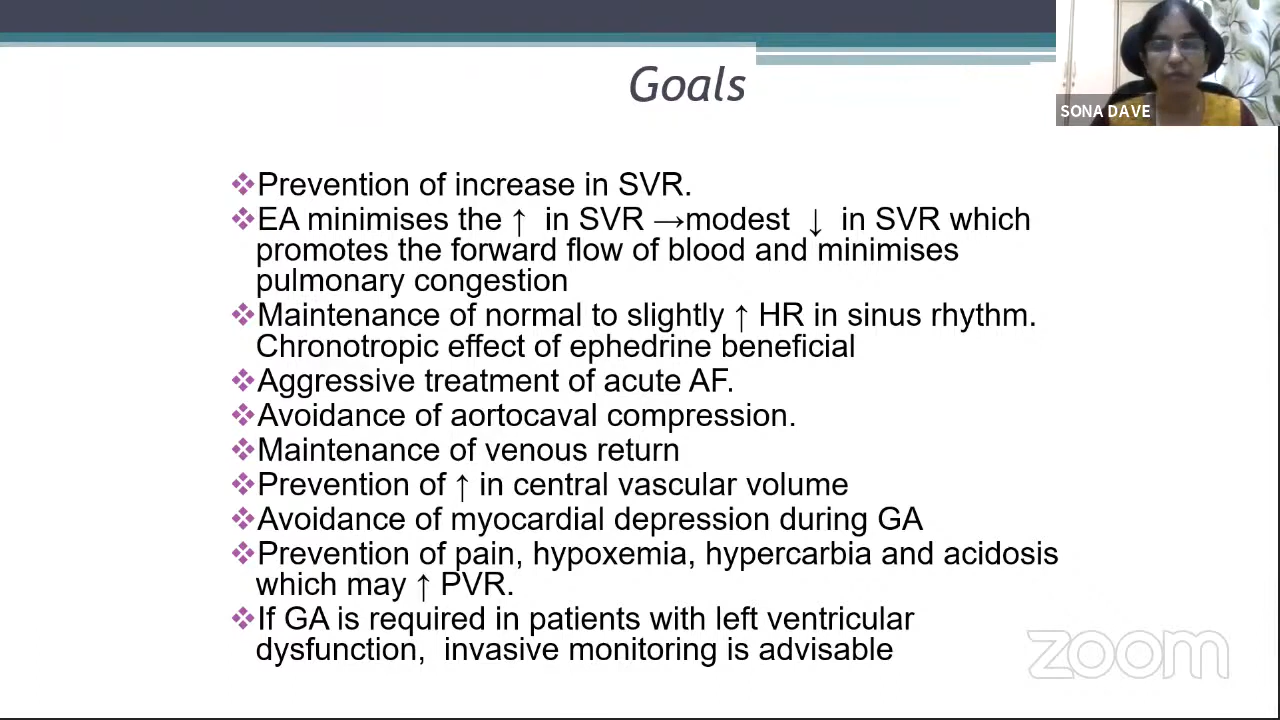 SONA DAVE
Goals
❖Prevention of increase in SVR.
❖EA minimises the ↑ in SVR →modest ↓ in SVR which
promotes the forward flow of blood and minimises
pulmonary congestion
❖Maintenance of normal to slightly ↑ HR in sinus rhythm.
Chronotropic effect of ephedrine beneficial
❖Aggressive treatment of acute AF.
❖Avoidance of aortocaval compression.
❖Maintenance of venous return
❖Prevention of ↑ in central vascular volume
❖Avoidance of myocardial depression during GA
❖Prevention of pain, hypoxemia, hypercarbia and acidosis
which may ↑ PVR.
❖If GA is required in patients with left ventricular
dysfunction, invasive monitoring is advisable
zoom